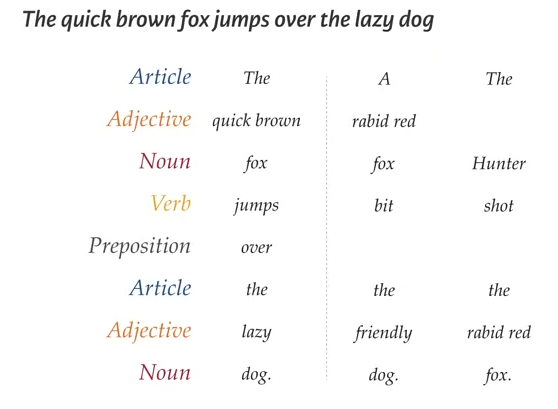 The quick brown fox jumps over the lazy dog
Article The A The
Adjective quick brown rabid red
Noun fox fox Hunter
Verb jumps bit shot
Preposition over
Article the the the
Adjective lazy friendly rabid red
Noun dog. dog. fox.